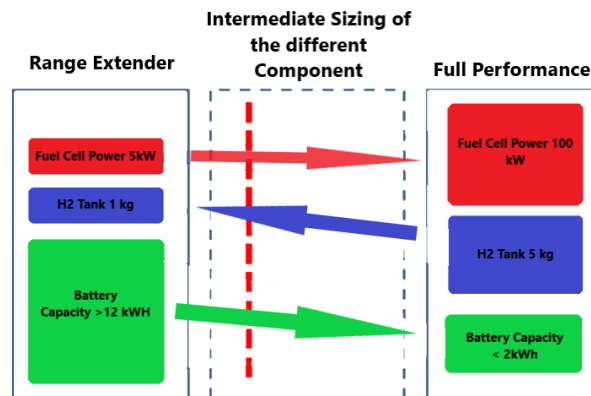 Intermediate Sizing of
the different
Component
Range Extender
Full Performance
Fuel Cell Power 5kW
H2 Tank 1 kg
Battery
Capacity >12 kWH
Fuel Cell Power 100
kW
H2 Tank 5 kg
Battery Capacity
< 2kWh